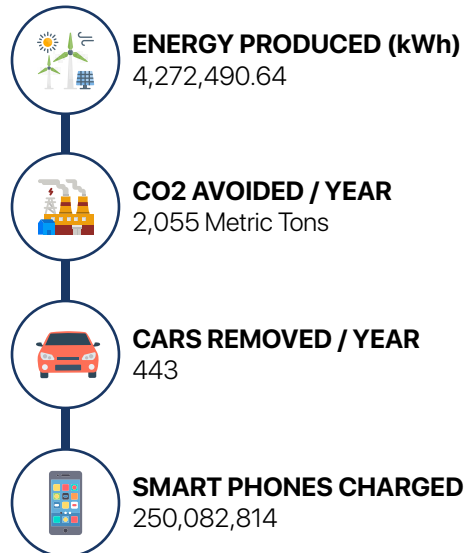 ENERGY PRODUCED (kWh)
4,272,490.64
CO2 AVOIDED / YEAR
2,055 Metric Tons
CARS REMOVED / YEAR
443
SMART PHONES CHARGED
250,082,814